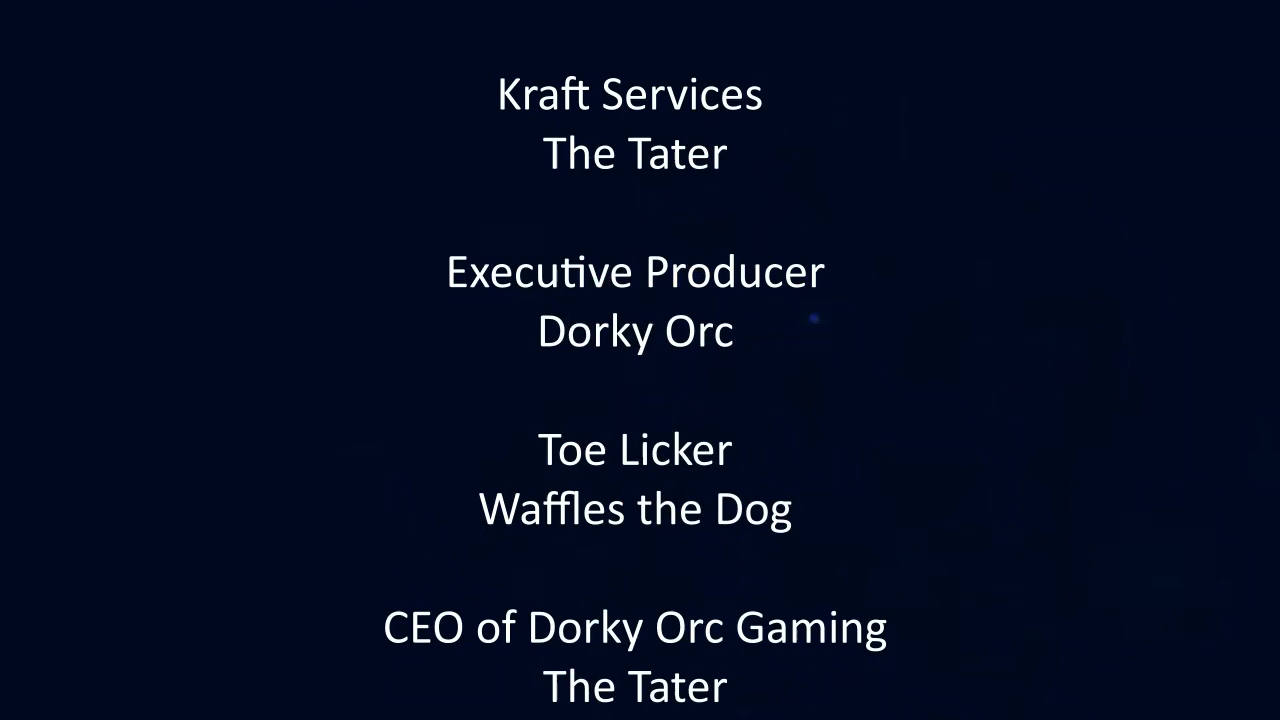 Kraft Services
The Tater
Executive Producer
Dorky Orc
Toe Licker
Waffles the Dog
CEO of Dorky Orc Gaming
The Tater